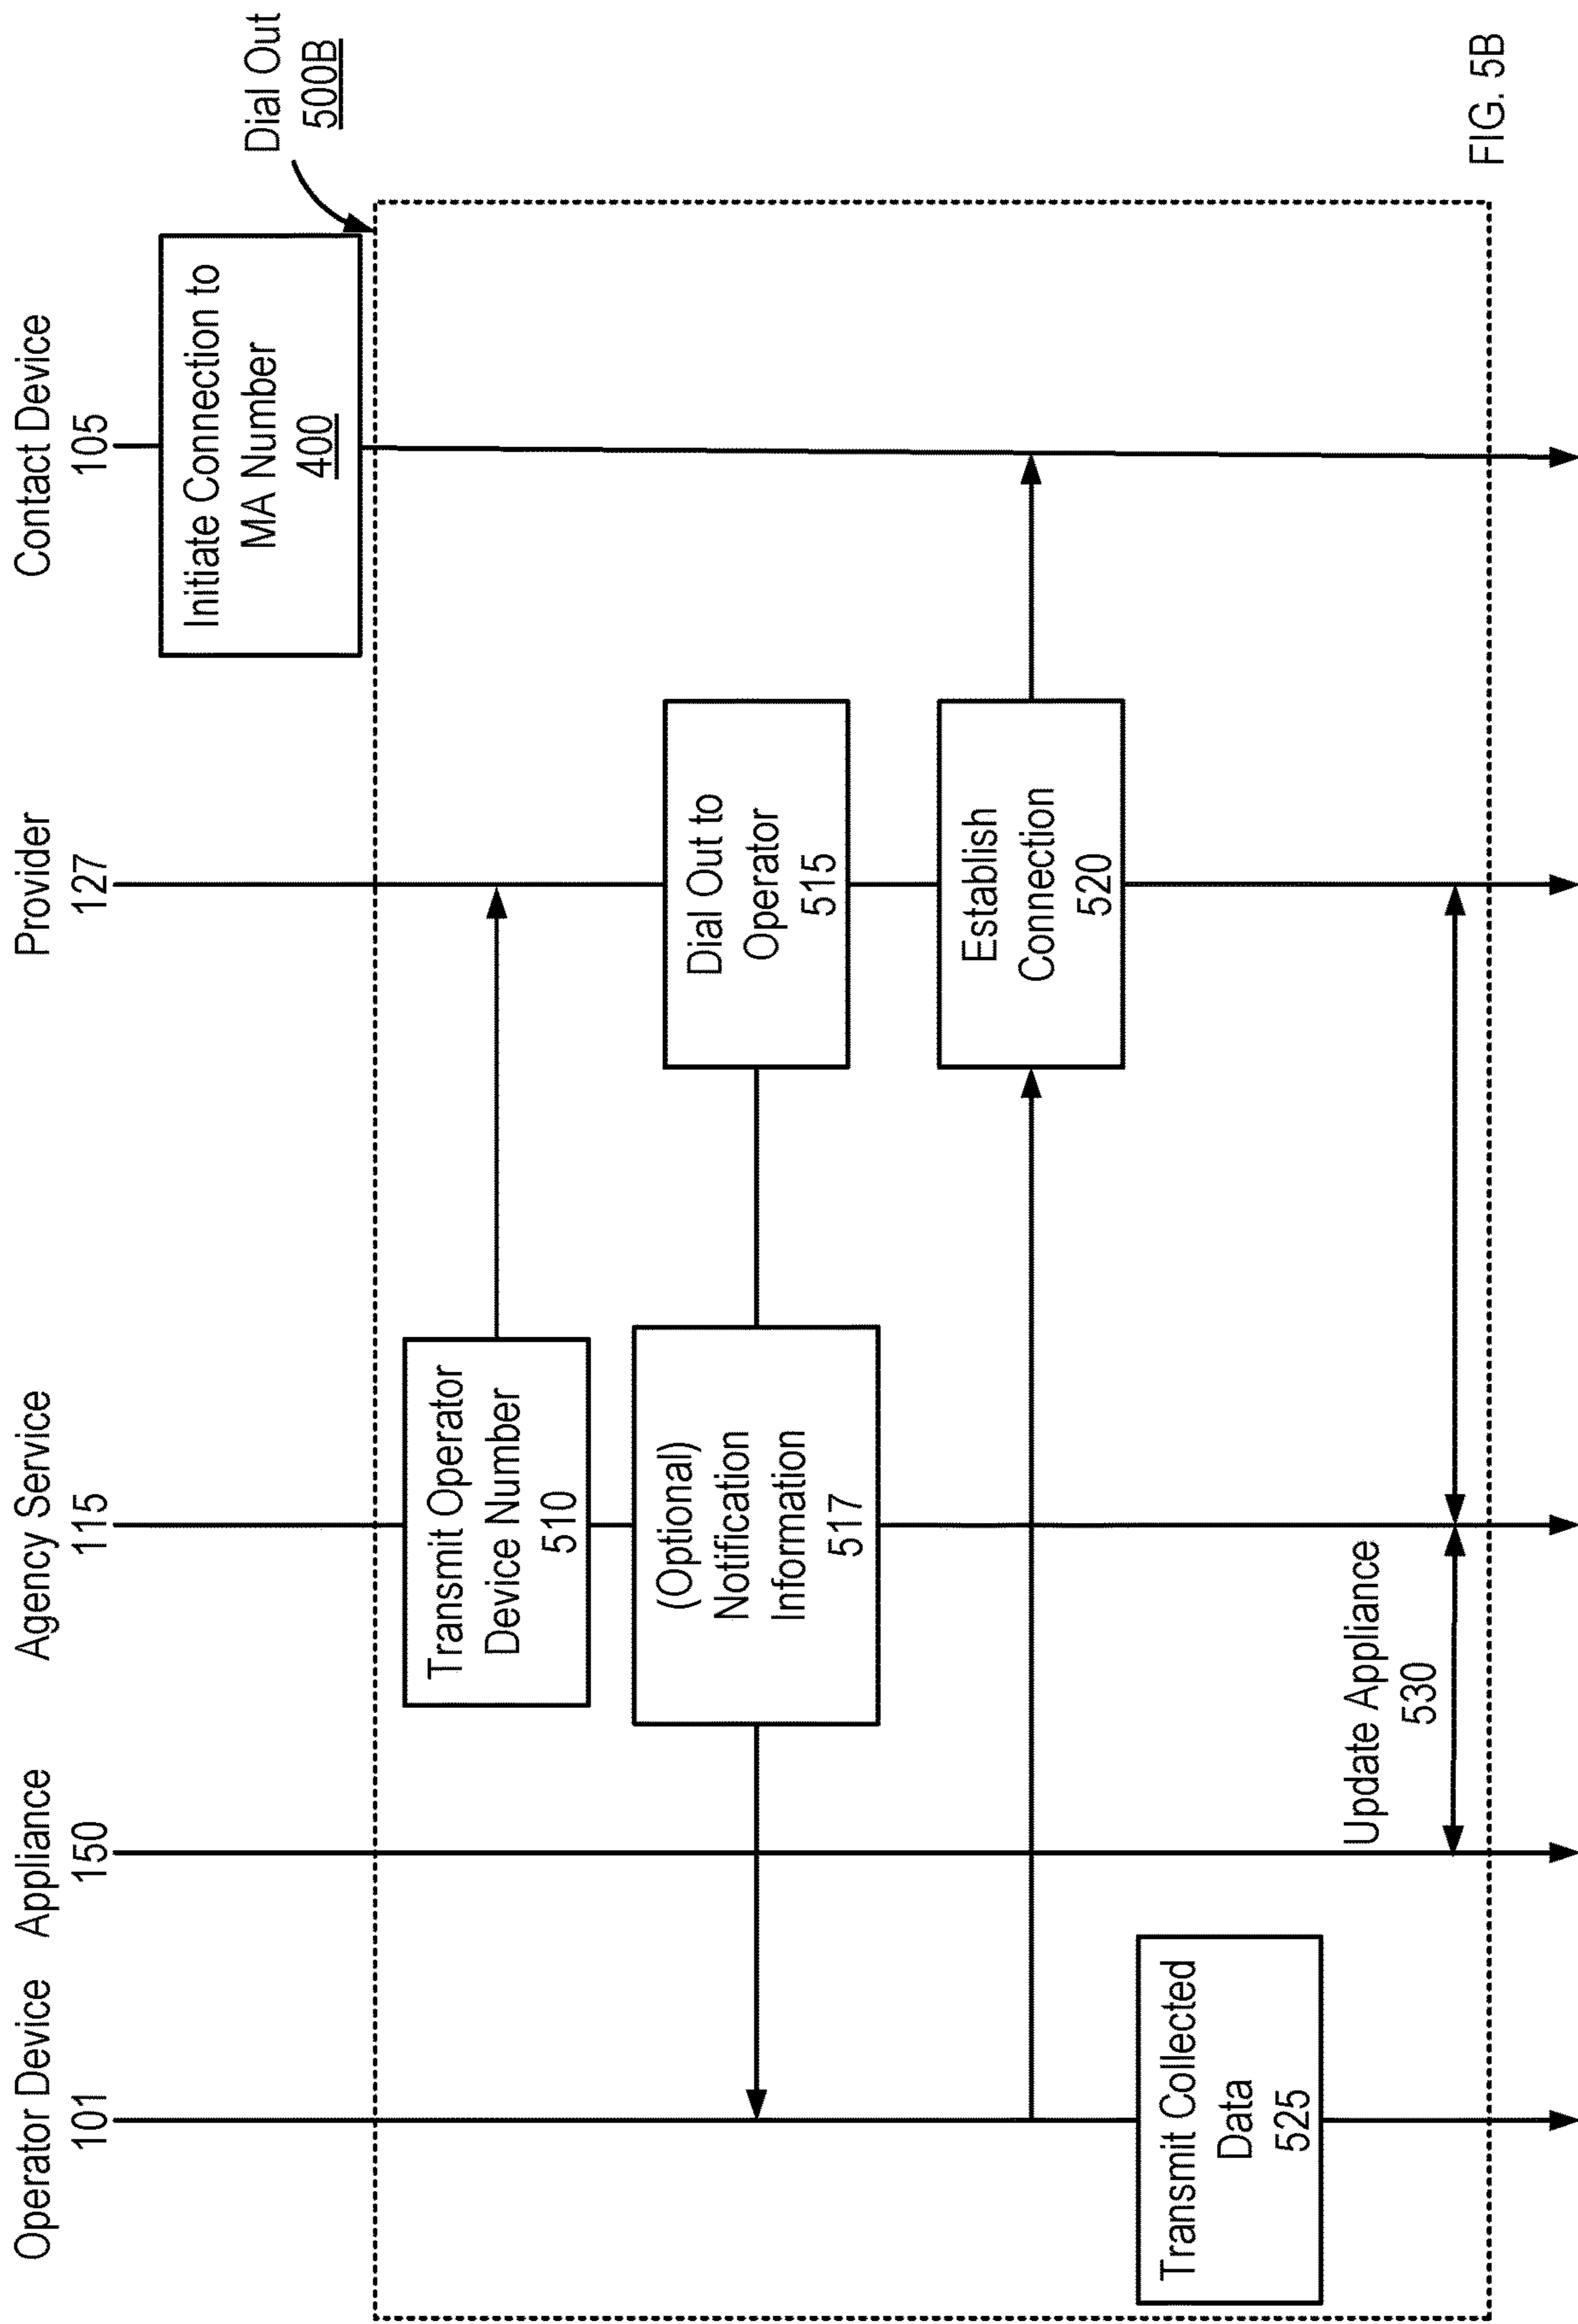 Operator Device
101
Appliance
150
Agency Service
115
Provider
127
Contact Device
105
Initiate Connection to
MA Number
400
Dial Out
500B
Transmit Operator
Device Number
510
(Optional)
Notification
Information
517
Dial Out to
Operator
515
Establish
Connection
520
Transmit Collected
Data
525
Update Appliance
530
FIG. 5B